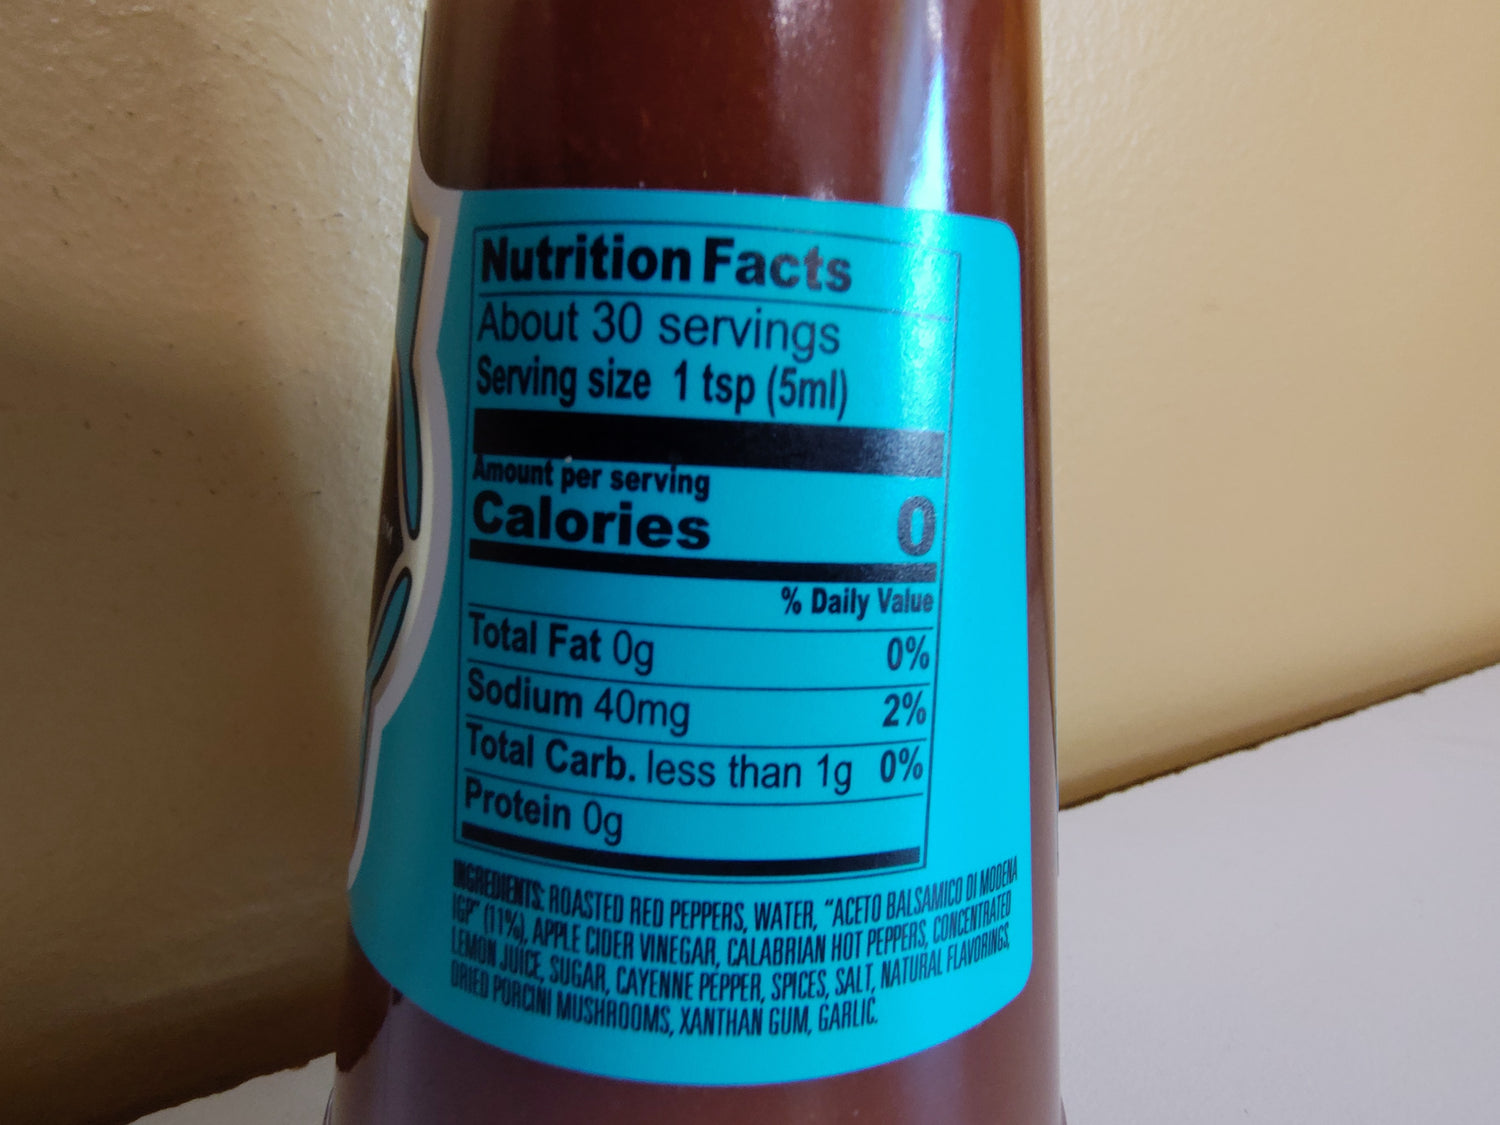 Nutrition Facts
About 30 servings
Serving size 1 tsp (5ml)
Amount per serving
Calories 0
% Daily Value
Total Fat 0g 0%
Sodium 40mg 2%
Total Carb. less than 1g 0%
Protein 0g
INGREDIENTS: ROASTED RED PEPPERS, WATER, "ACETO BALSAMICO DI MODENA
IGP" (11%), APPLE CIDER VINEGAR, CALABRIAN HOT PEPPERS, CONCENTRATED
LEMON JUICE, SUGAR, CAYENNE PEPPER, SPICES, SALT, NATURAL FLAVORINGS,
DRIED PORCINI MUSHROOMS, XANTHAN GUM, GARLIC.